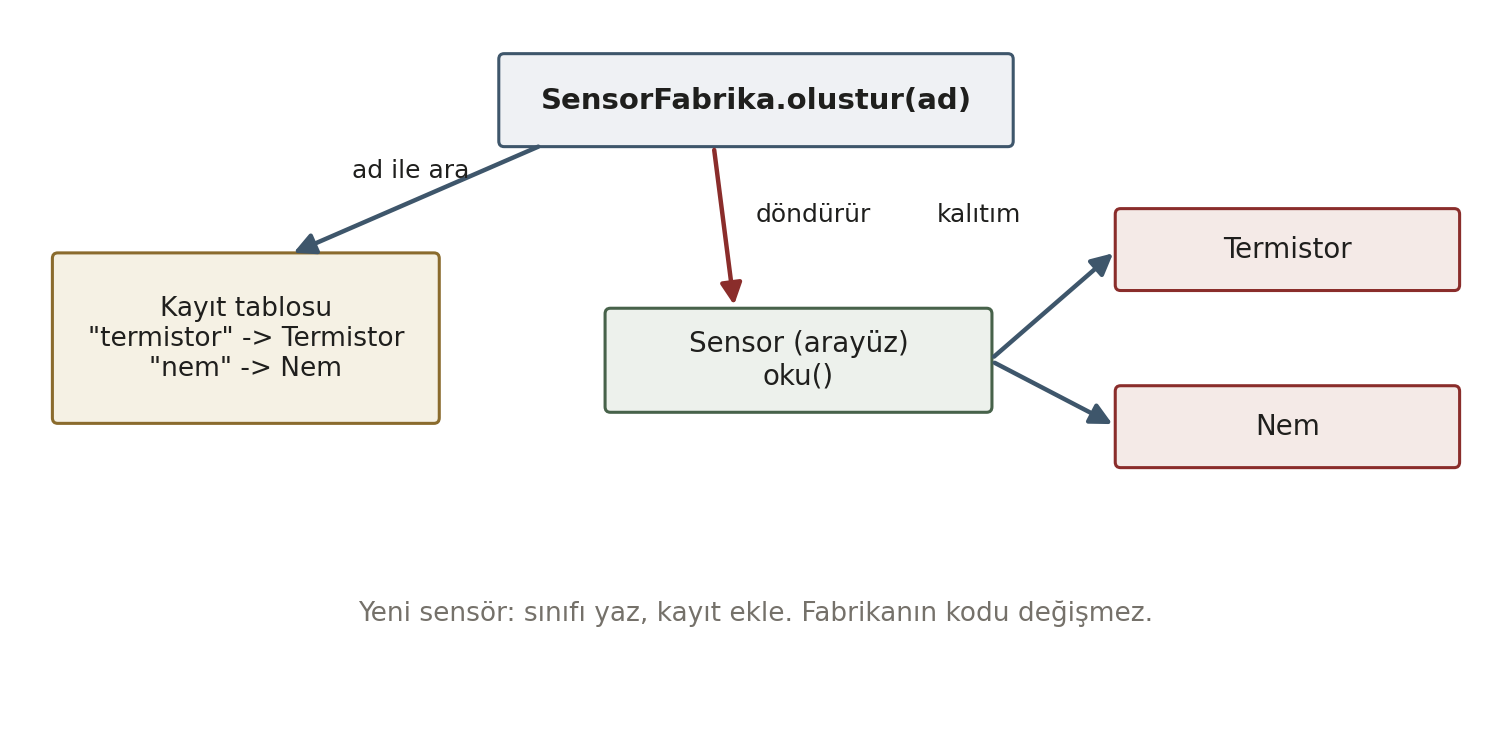 SensorFabrika.olustur(ad)
ad ile ara
döndürür
kalıtım
Kayıt tablosu
"termistor" -> Termistor
"nem" -> Nem
Sensor (arayüz)
oku()
Termistor
Nem
Yeni sensör: sınıfı yaz, kayıt ekle. Fabrikanın kodu değişmez.